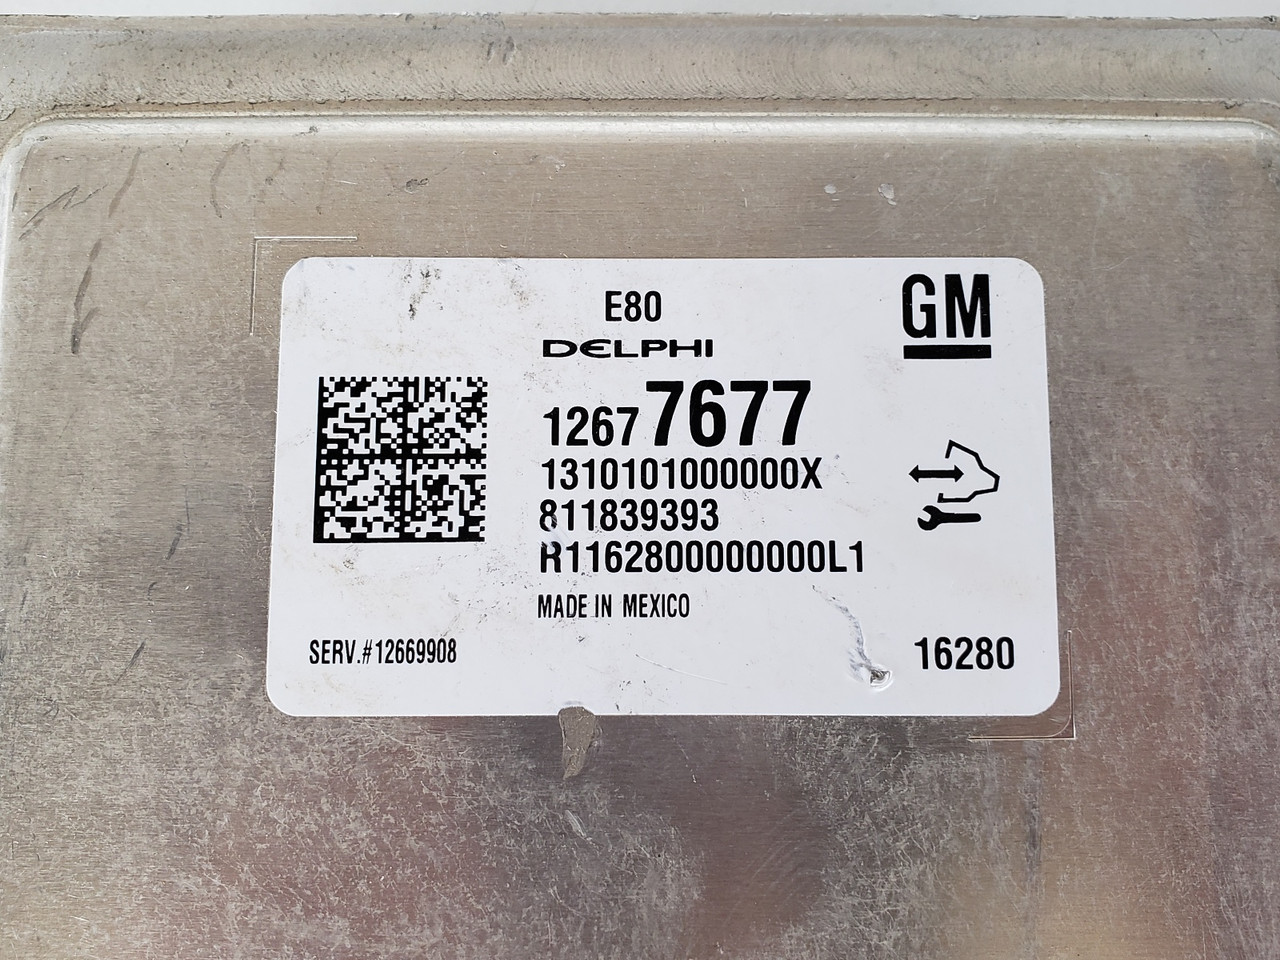 E80
GM
DELPHI
12677677
1310101000000X
811839393
R1162800000000L1
MADE IN MEXICO
SERV.#12669908
16280